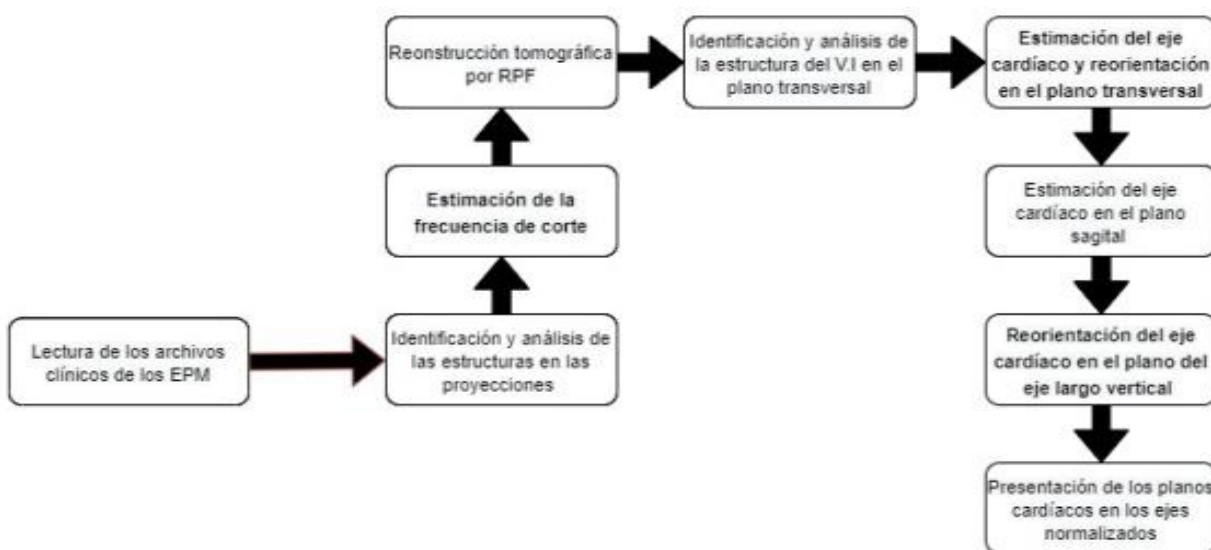 Lectura de los archivos
clínicos de los EPM
Identificación y análisis de
las estructuras en las
proyecciones
Estimación de la
frecuencia de corte
Reconstrucción tomográfica
por RPF
Identificación y análisis de
la estructura del V.I en el
plano transversal
Estimación del eje
cardíaco y reorientación
en el plano transversal
Estimación del eje
cardíaco en el plano
sagital
Reorientación del eje
cardíaco en el plano del
eje largo vertical
Presentación de los planos
cardíacos en los ejes
normalizados